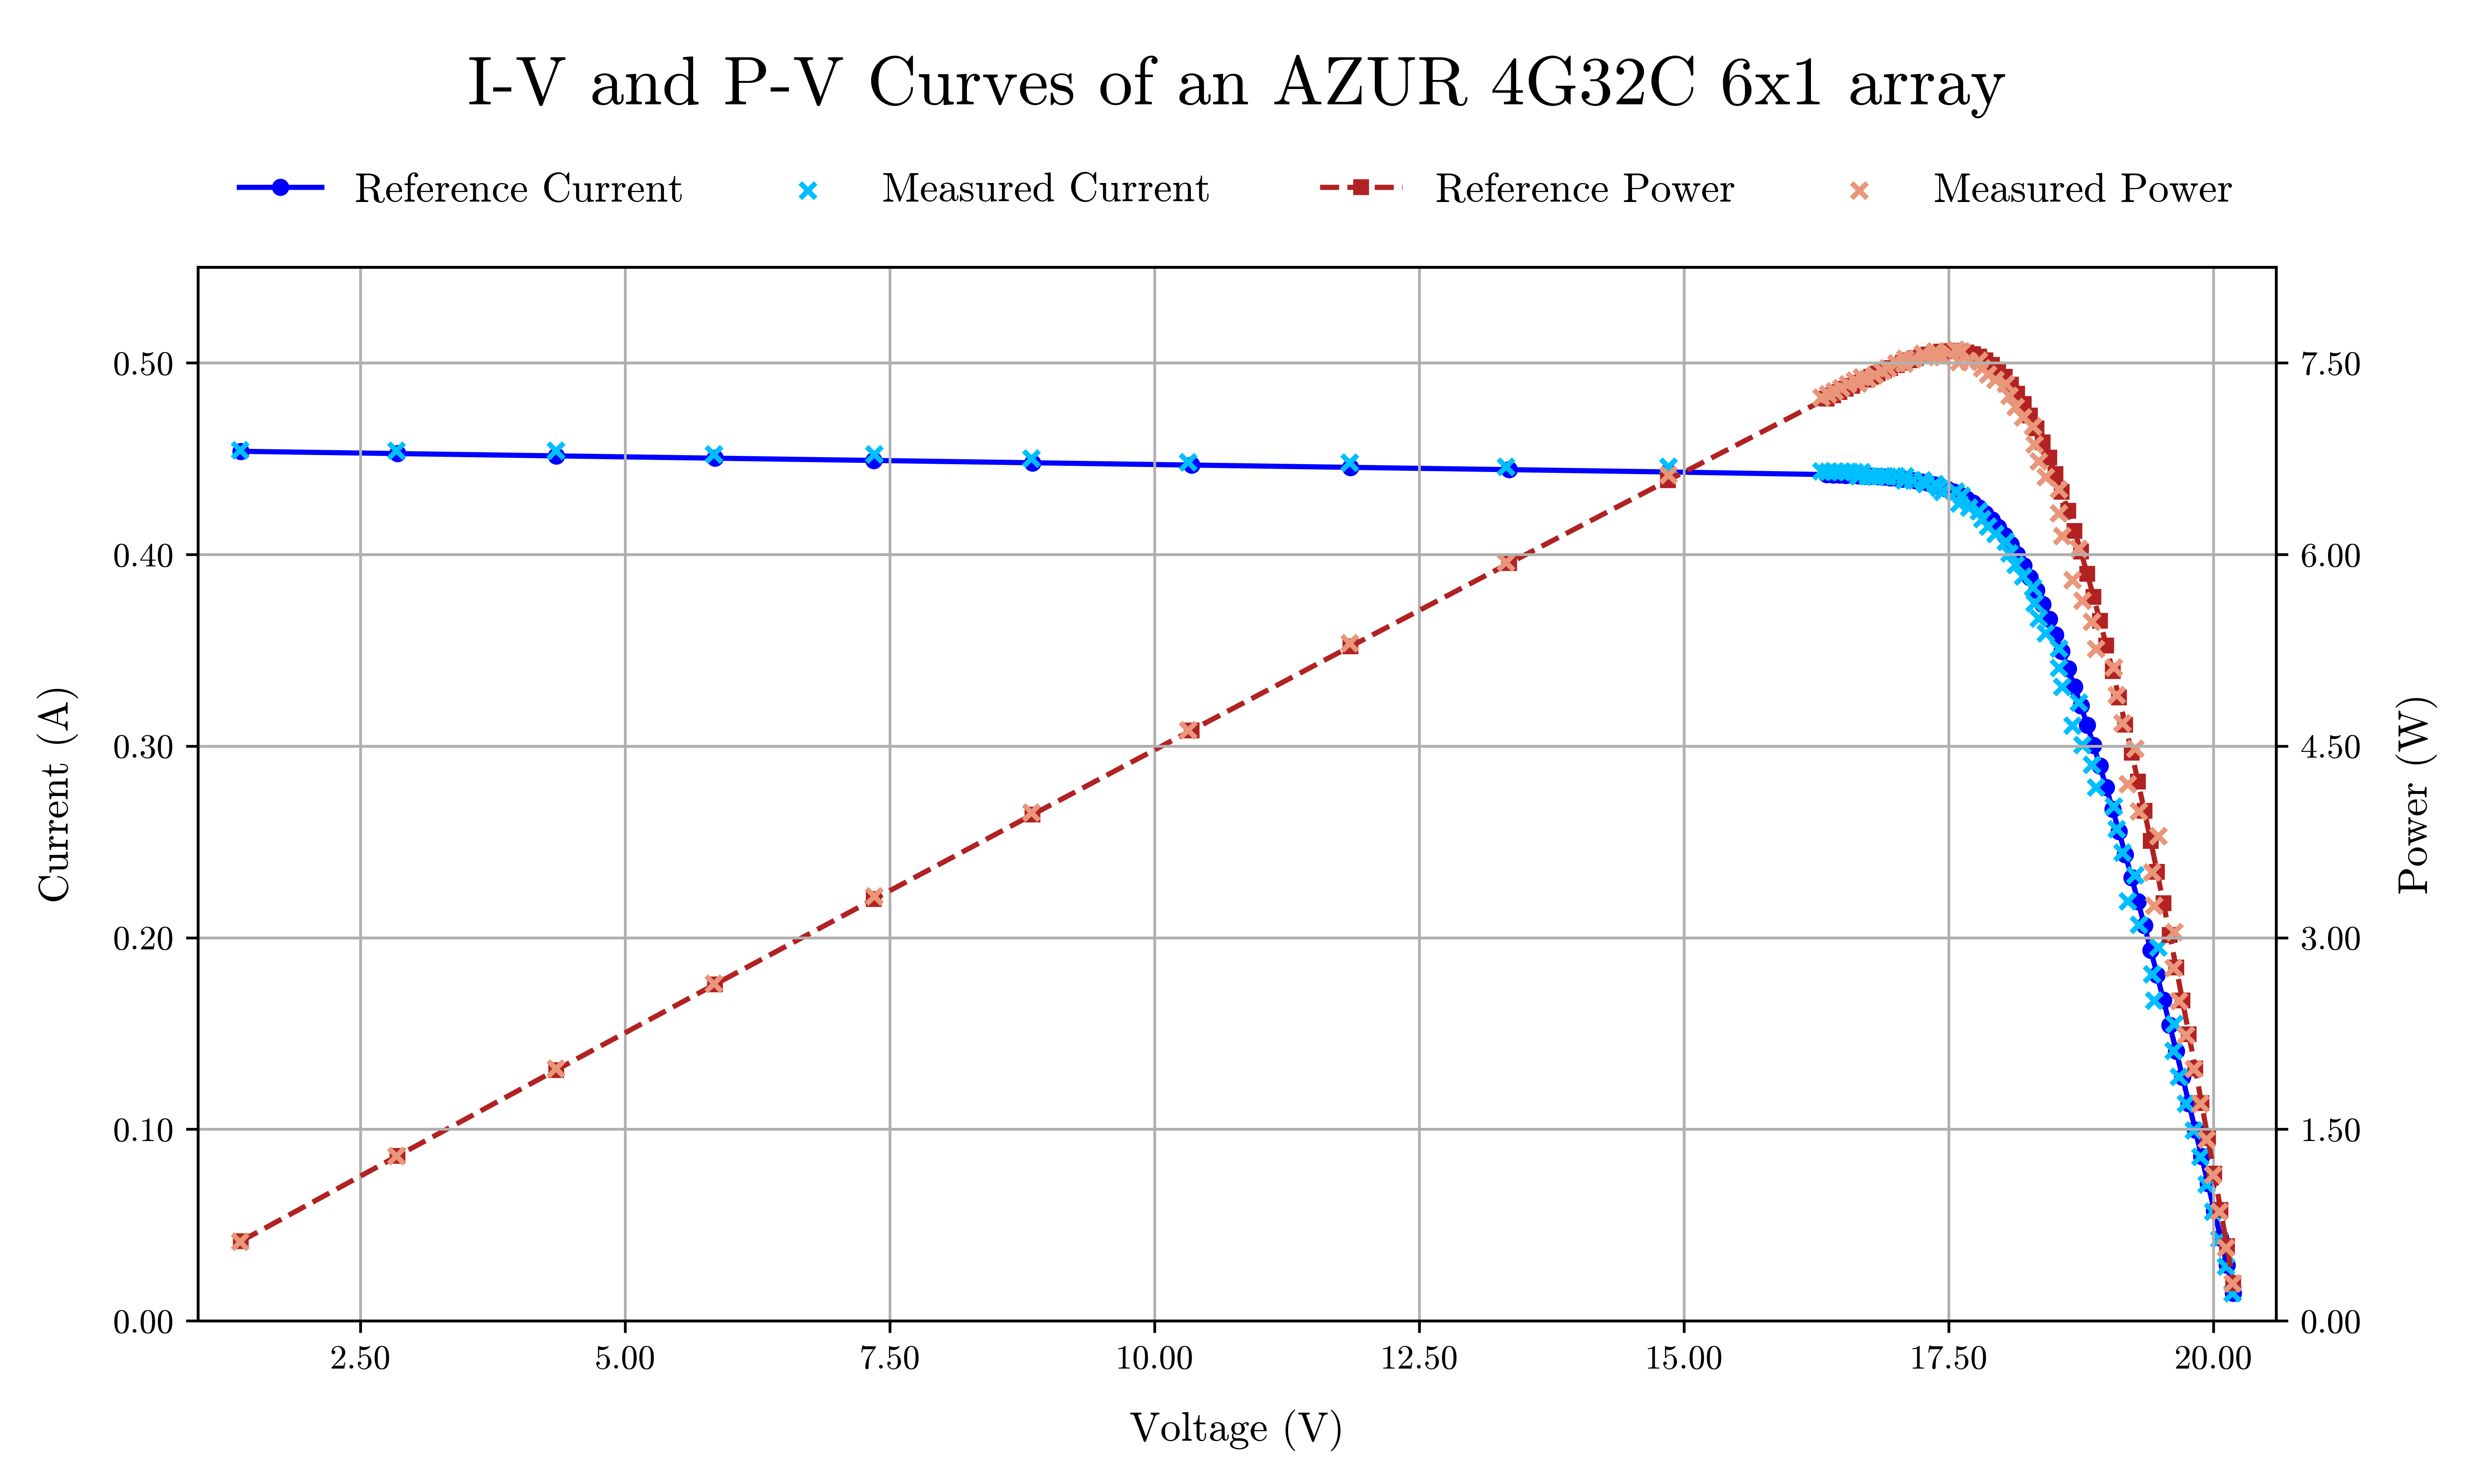 I-V and P-V Curves of an AZUR 4G32C 6x1 array
Reference Current Measured Current Reference Power Measured Power
0.50 7.50
0.40 6.00
0.30 4.50
Current (A) Power (W)
0.20 3.00
0.10 1.50
0.00 0.00
2.50 5.00 7.50 10.00 12.50 15.00 17.50 20.00
Voltage (V)